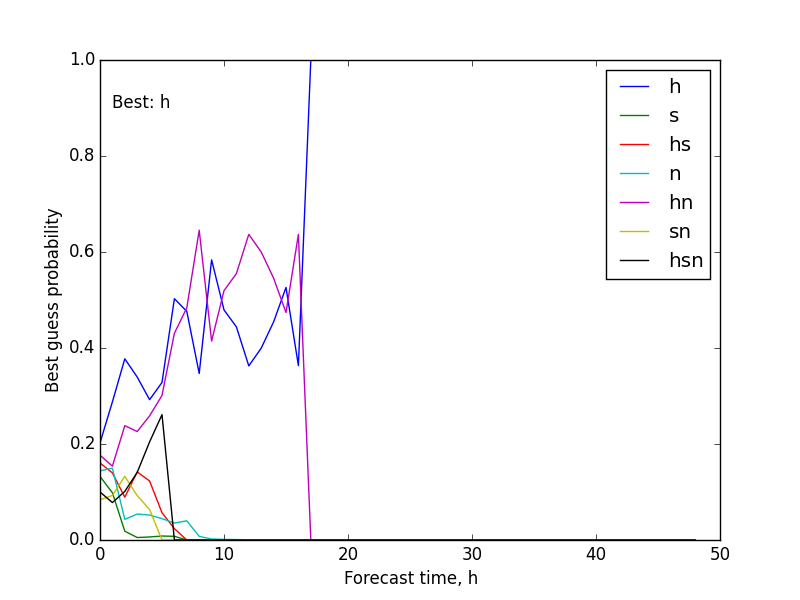 1.0
0.8
0.6
0.4
0.2
0.0
Best guess probability
Best: h
h
s
hs
n
hn
sn
hsn
0 10 20 30 40 50
Forecast time, h